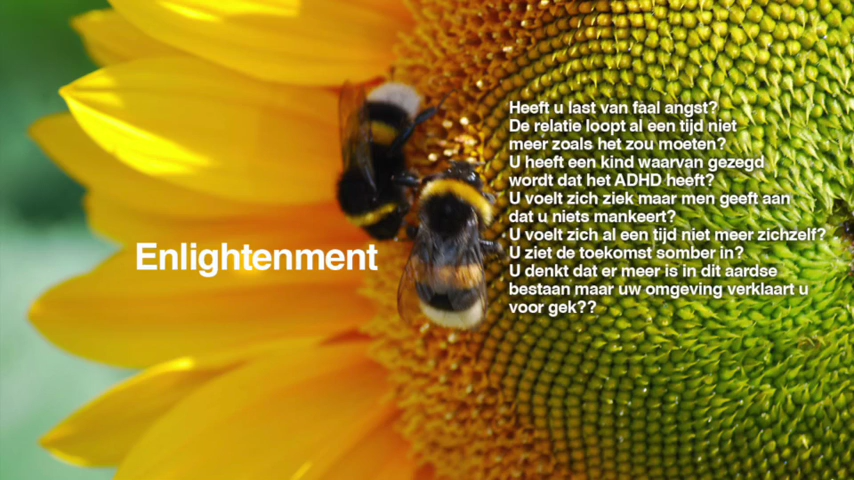 Enlightenment
Heeft u last van faal angst?
De relatie loopt al een tijd niet
meer zoals het zou moeten?
U heeft een kind waarvan gezegd
wordt dat het ADHD heeft?
U voelt zich ziek maar men geeft aan
dat u niets mankeert?
U voelt zich al een tijd niet meer zichzelf?
U ziet de toekomst somber in?
U denkt dat er meer is in dit aardse
bestaan maar uw omgeving verklaart u
voor gek??